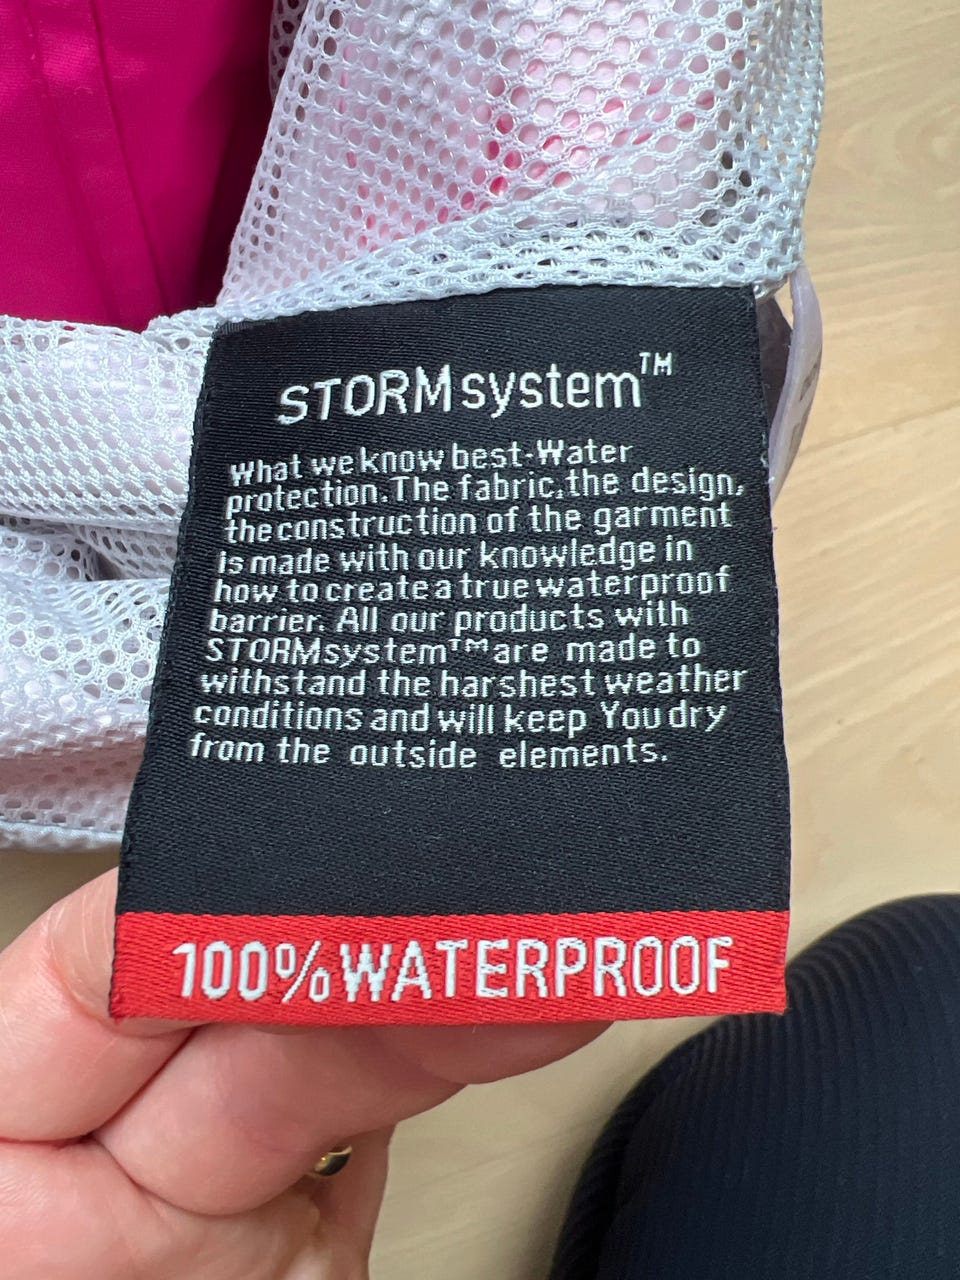 STORMsystem™
What we know best-Water
protection.The fabric,the design,
the construction of the garment
is made with our knowledge in
how to create a true waterproof
barrier. All our products with
STORMsystem™are made to
withstand the harshest weather
conditions and will keep You dry
from the outside elements.
100% WATERPROOF